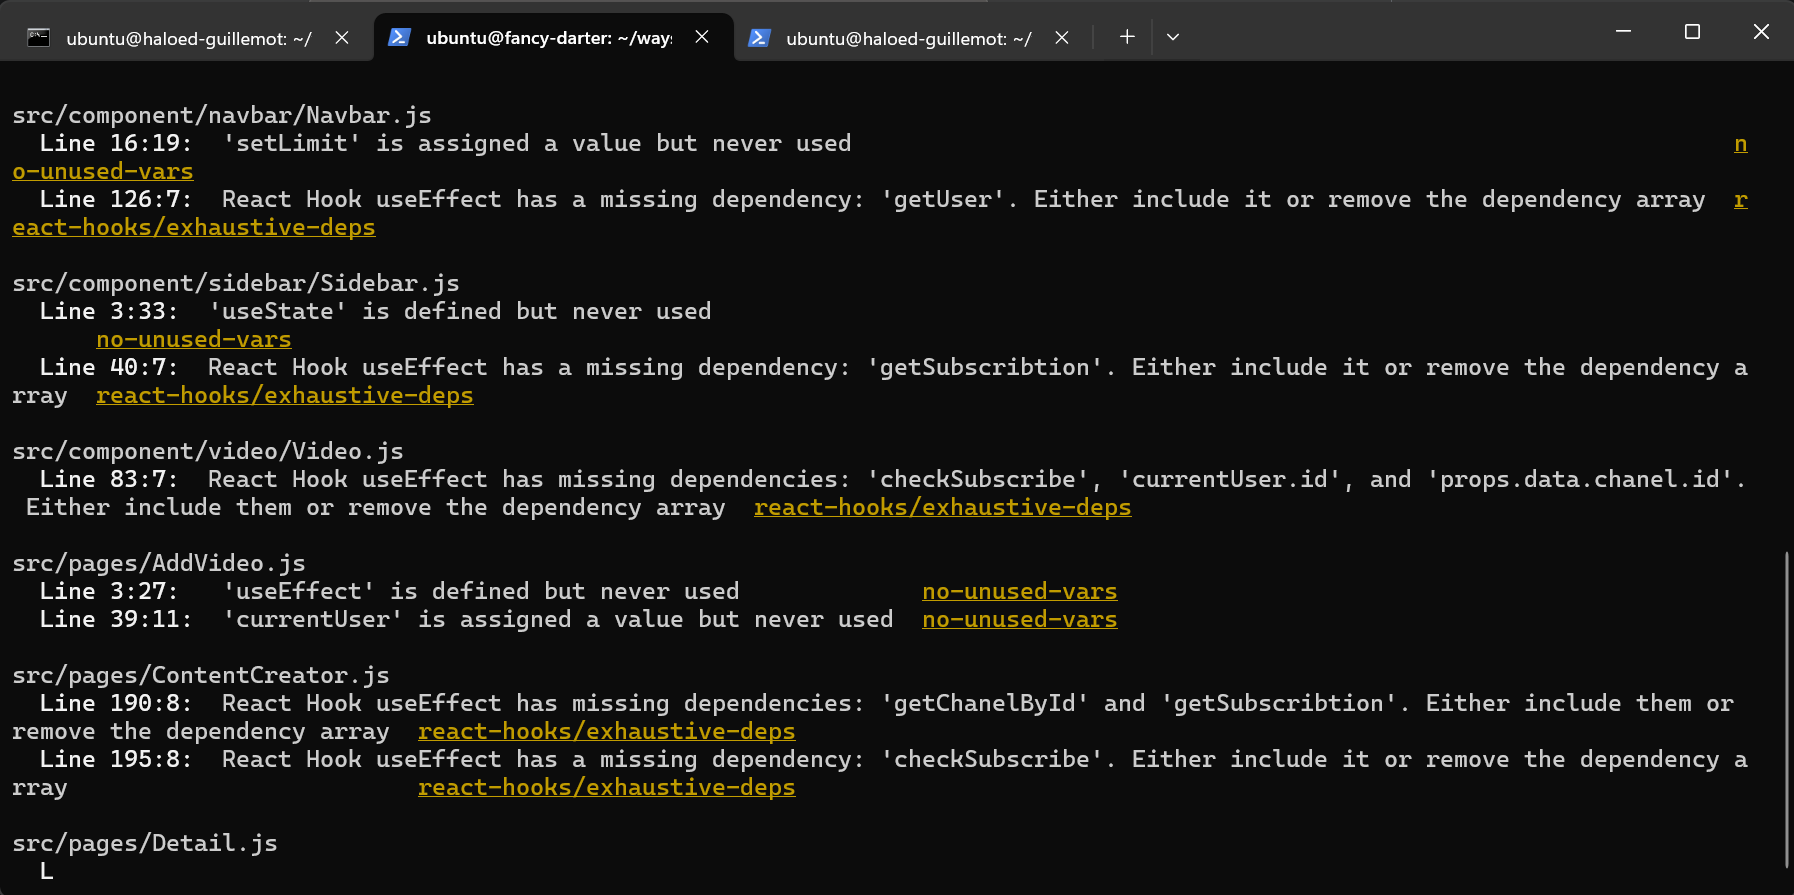 ubuntu@haloed-guillemot: ~/
ubuntu@fancy-darter: ~/way
ubuntu@haloed-guillemot: ~/
src/component/navbar/Navbar.js
  Line 16:19:  'setLimit' is assigned a value but never used                                                               n
o-unused-vars
  Line 126:7:  React Hook useEffect has a missing dependency: 'getUser'. Either include it or remove the dependency array  r
eact-hooks/exhaustive-deps
src/component/sidebar/Sidebar.js
  Line 3:33:  'useState' is defined but never used
      no-unused-vars
  Line 40:7:  React Hook useEffect has a missing dependency: 'getSubscribtion'. Either include it or remove the dependency a
rray  react-hooks/exhaustive-deps
src/component/video/Video.js
  Line 83:7:  React Hook useEffect has missing dependencies: 'checkSubscribe', 'currentUser.id', and 'props.data.chanel.id'.
 Either include them or remove the dependency array  react-hooks/exhaustive-deps
src/pages/AddVideo.js
  Line 3:27:   'useEffect' is defined but never used             no-unused-vars
  Line 39:11:  'currentUser' is assigned a value but never used  no-unused-vars
src/pages/ContentCreator.js
  Line 190:8:  React Hook useEffect has missing dependencies: 'getChanelById' and 'getSubscribtion'. Either include them or
remove the dependency array  react-hooks/exhaustive-deps
  Line 195:8:  React Hook useEffect has a missing dependency: 'checkSubscribe'. Either include it or remove the dependency a
rray                         react-hooks/exhaustive-deps
src/pages/Detail.js
  L